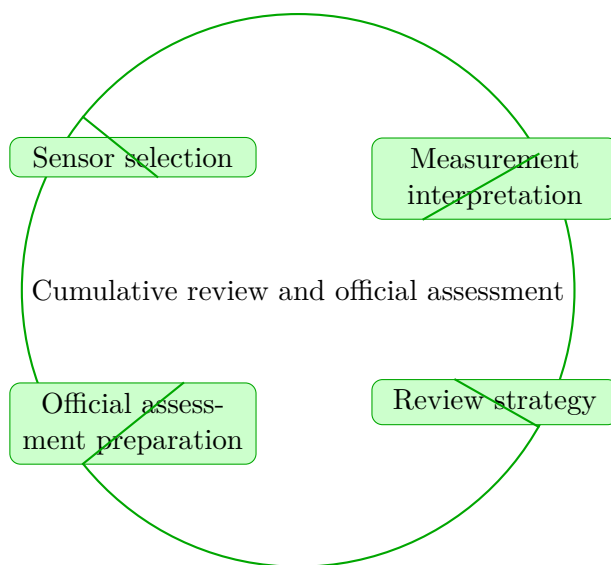 Sensor selection
Measurement
interpretation
Cumulative review and official assessment
Official assess-
ment preparation
Review strategy